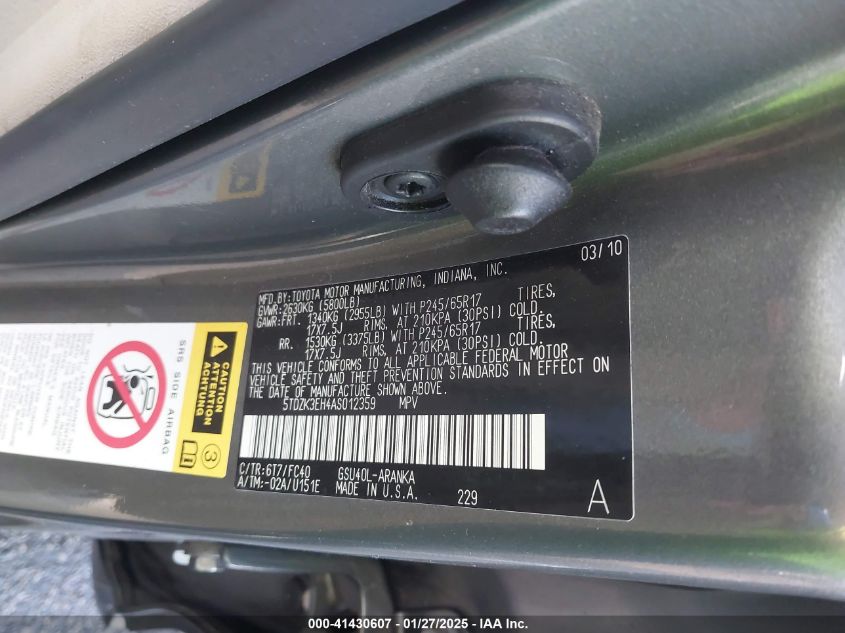 03/10
MFD.BY:TOYOTA MOTOR MANUFACTURING, INDIANA, INC.
GVWR:2630KG (5800LB)
GAWR:FRT. 1340KG (2955LB) WITH P245/65R17 TIRES,
17X7.5J RIMS, AT 210KPA (30PSI) COLD.
RR. 1530KG (3375LB) WITH P245/65R17 TIRES,
17X7.5J RIMS, AT 210KPA (30PSI) COLD.
THIS VEHICLE CONFORMS TO ALL APPLICABLE FEDERAL MOTOR
VEHICLE SAFETY AND THEFT PREVENTION STANDARDS IN EFFECT ON
THE DATE OF MANUFACTURE SHOWN ABOVE.
5TDZK3EH4AS012359 MPV
C/TR:6T7/FC40 GSU40L-ARANKA
A/TM:-02A/U151E MADE IN U.S.A. 229 A
SRS SIDE AIRBAG
CAUTION
ATTENTION
ACHTUNG
3
000-41430607 - 01/27/2025 - IAA Inc.